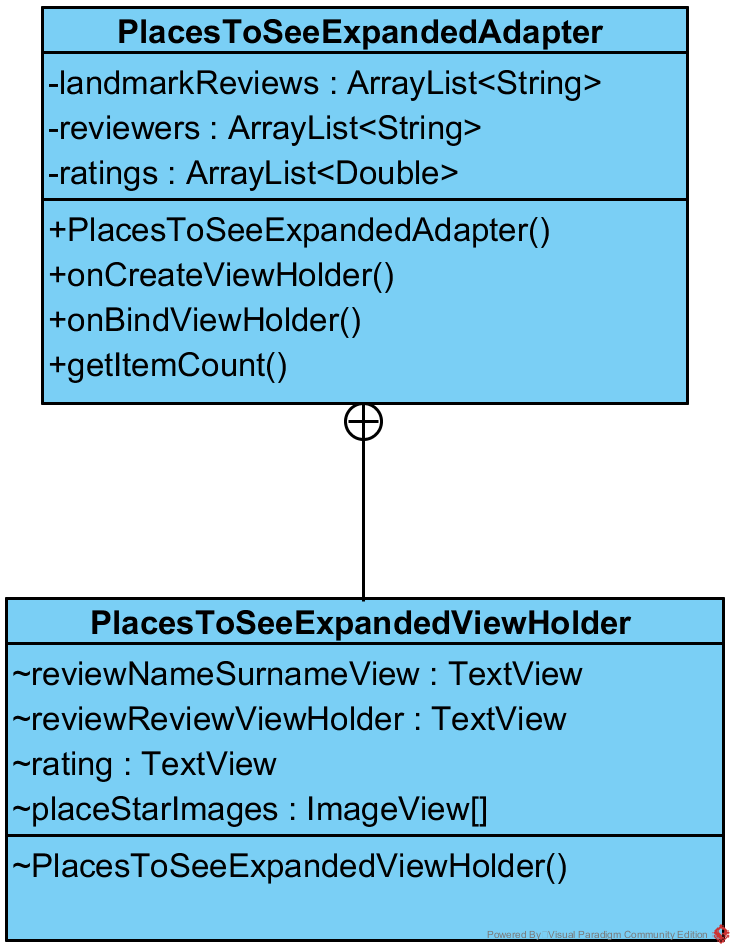 PlacesToSeeExpandedAdapter
-landmarkReviews : ArrayList<String>
-reviewers : ArrayList<String>
-ratings : ArrayList<Double>
+PlacesToSeeExpandedAdapter()
+onCreateViewHolder()
+onBindViewHolder()
+getItemCount()
PlacesToSeeExpandedViewHolder
~reviewNameSurnameView : TextView
~reviewReviewViewHolder : TextView
~rating : TextView
~placeStarImages : ImageView[]
~PlacesToSeeExpandedViewHolder()
Powered By Visual Paradigm Community Edition